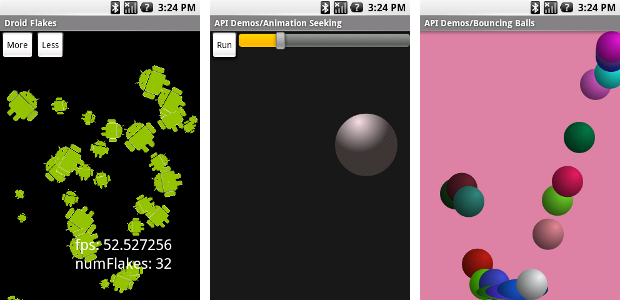 3:24 PM
Droid Flakes
More Less
fps: 52.527256
numFlakes: 32
3:24 PM
API Demos/Animation Seeking
Run
3:24 PM
API Demos/Bouncing Balls